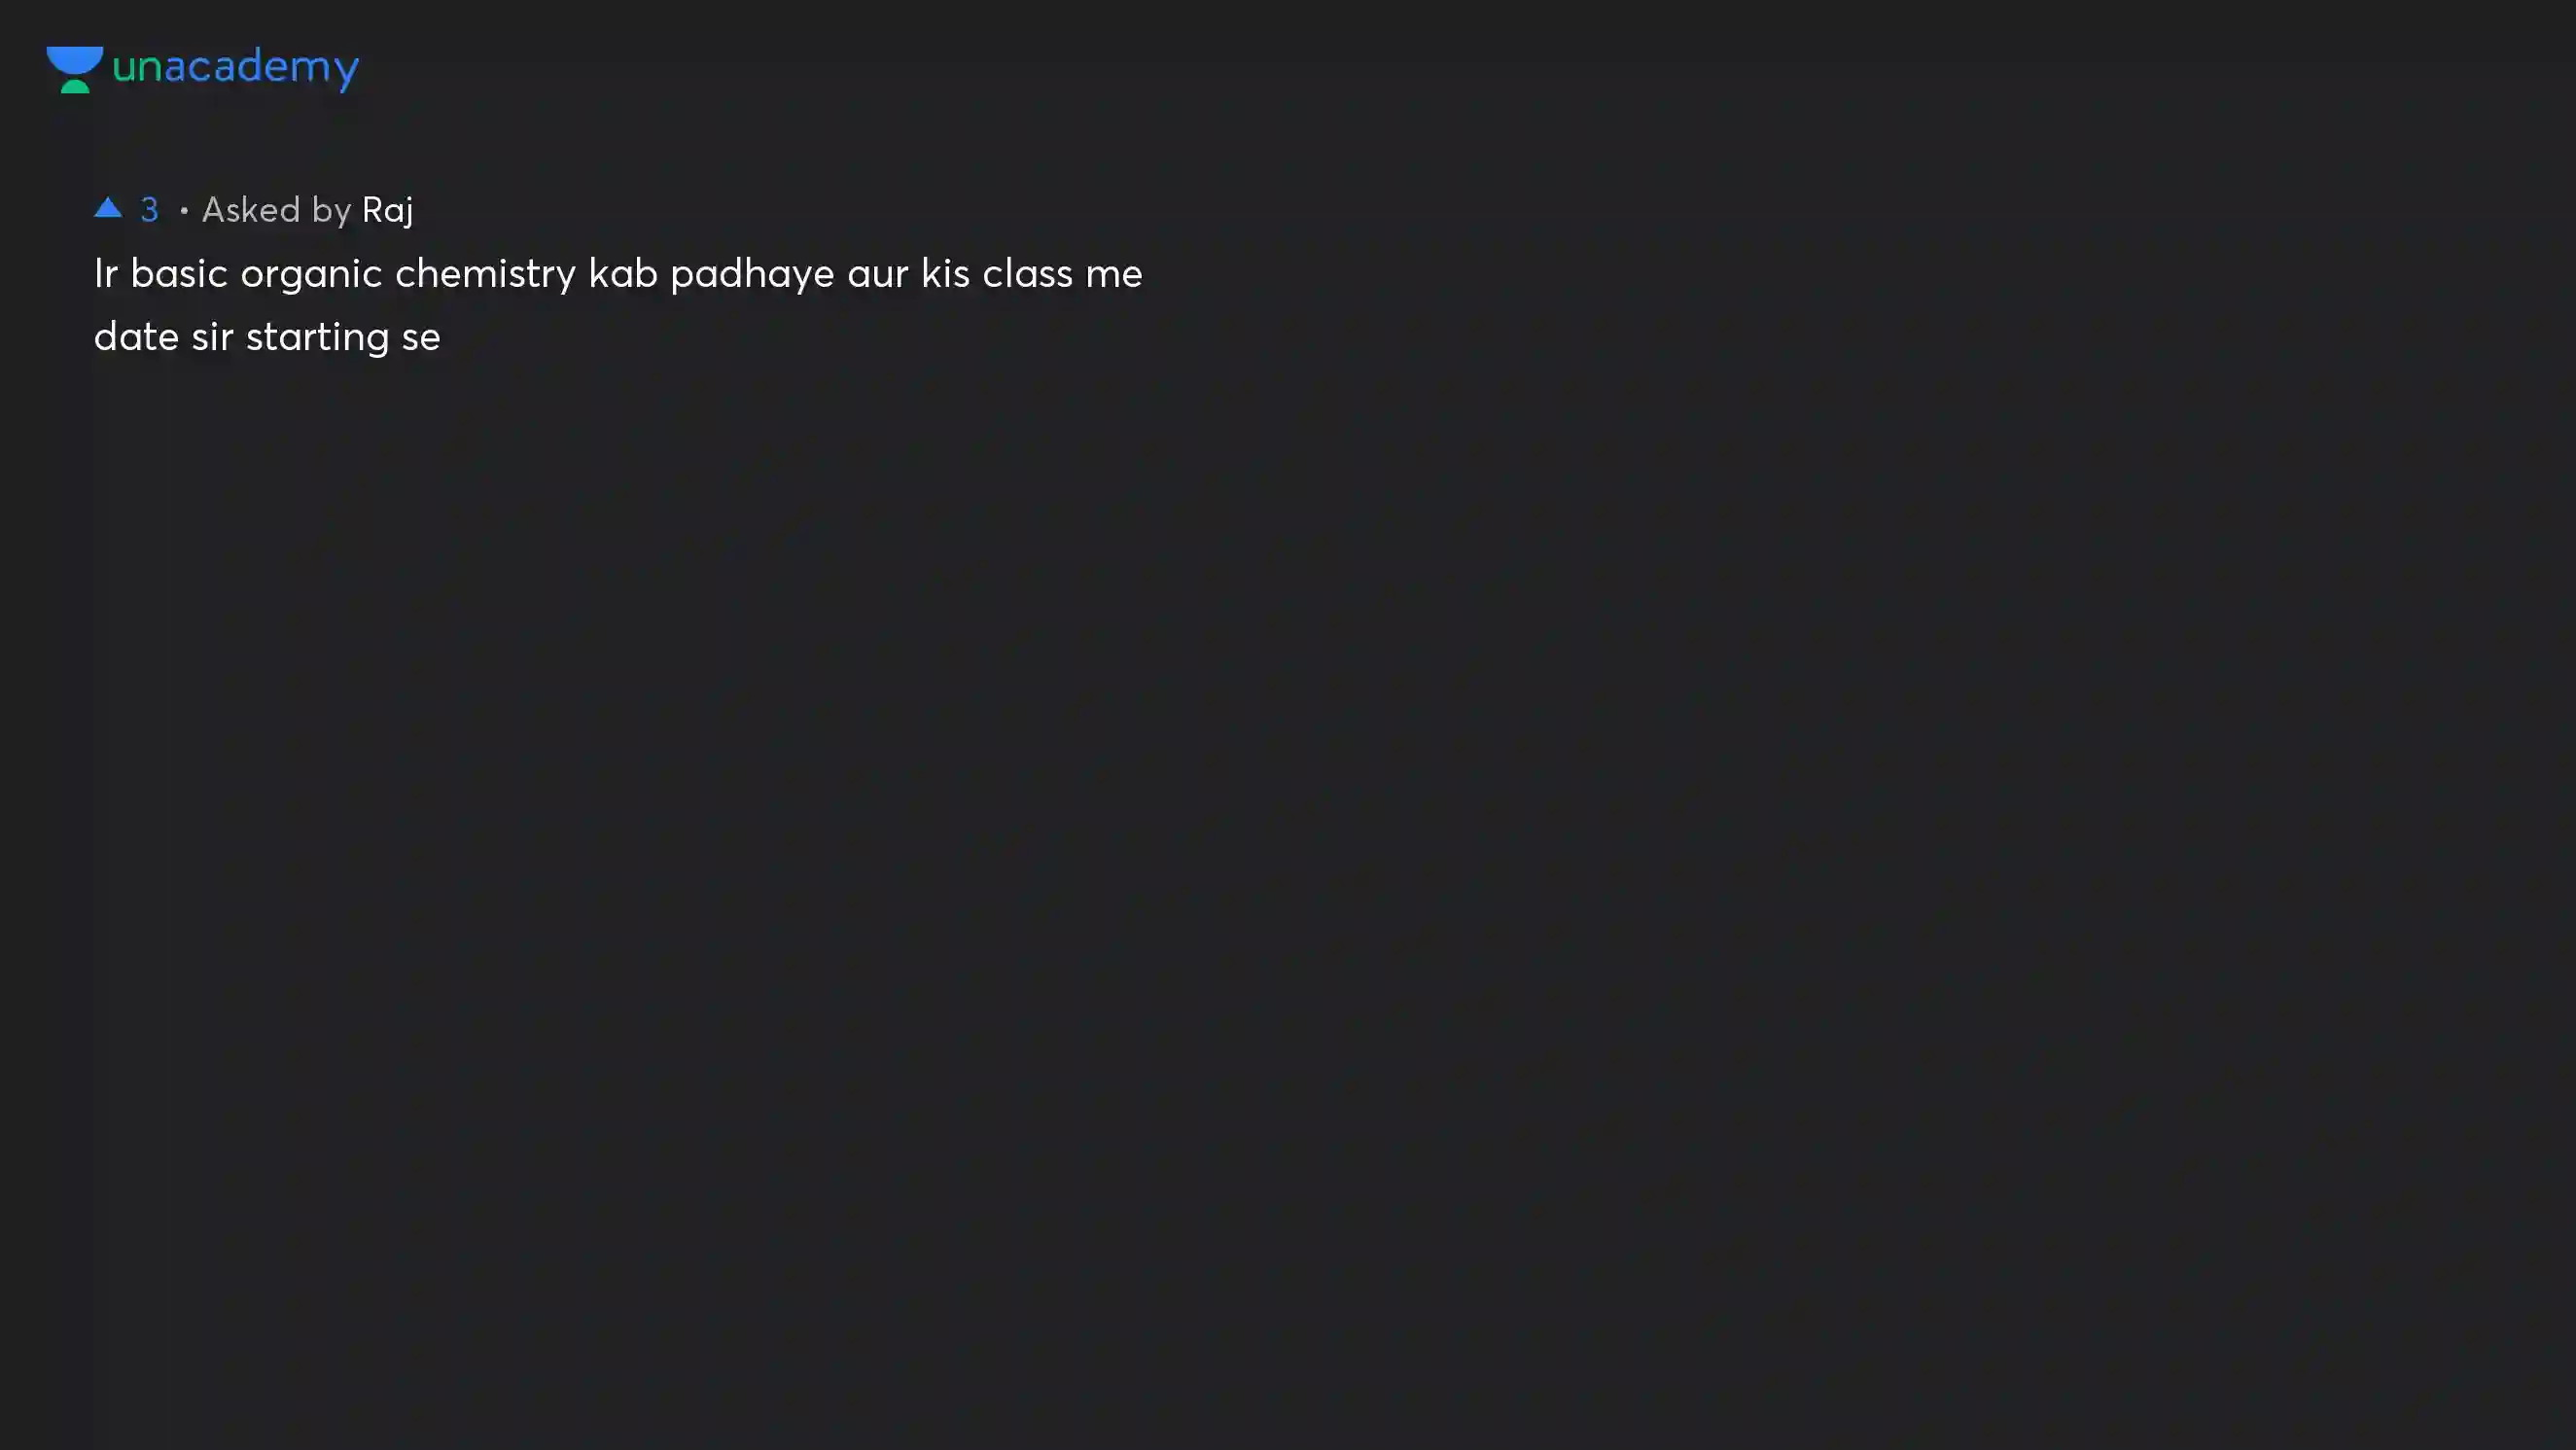 unacademy
▲ 3 • Asked by Raj
Ir basic organic chemistry kab padhaye aur kis class me
date sir starting se